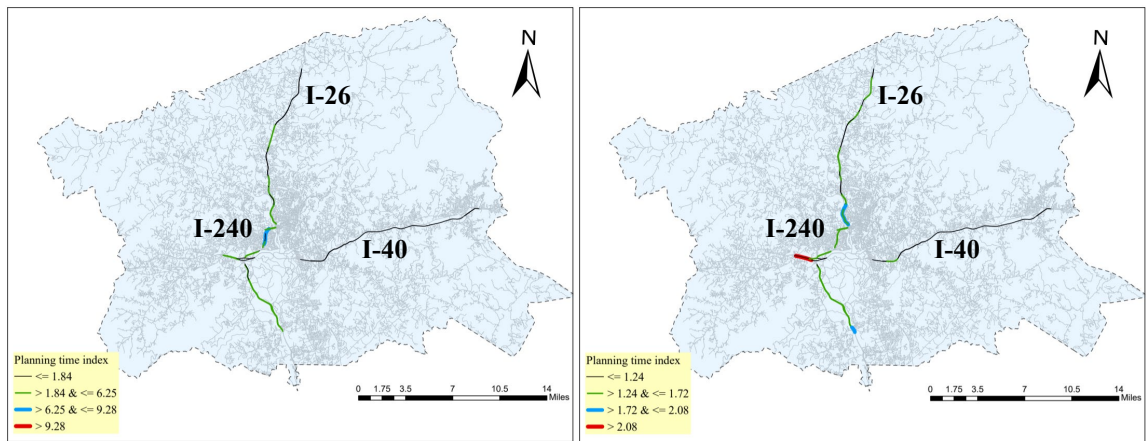 N
I-26
I-240
I-40
Planning time index
<= 1.84
> 1.84 & <= 6.25
> 6.25 & <= 9.28
> 9.28
0 1.75 3.5 7 10.5 14
Miles
N
I-26
I-240
I-40
Planning time index
<= 1.24
> 1.24 & <= 1.72
> 1.72 & <= 2.08
> 2.08
0 1.75 3.5 7 10.5 14
Miles